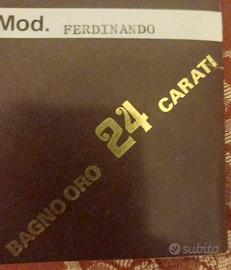 Mod. FERDINANDO
BAGNO ORO 24 CARATI
subito